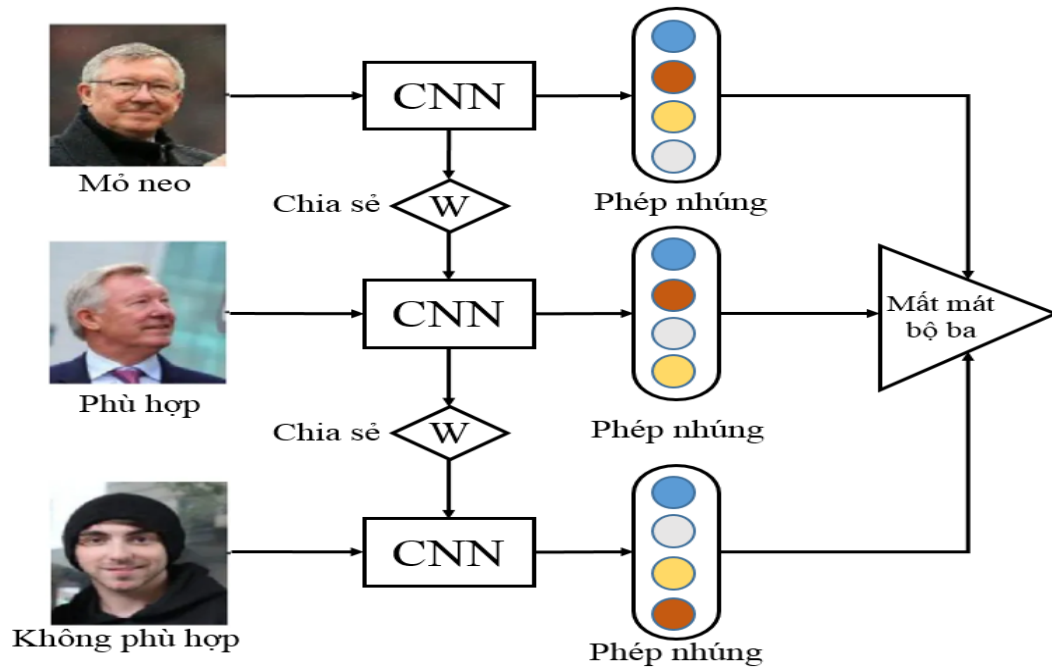 CNN
Mỏ neo
Chia sẻ
W
Phép nhúng
CNN
Mất mát
bộ ba
Phù hợp
Chia sẻ
W
Phép nhúng
CNN
Không phù hợp
Phép nhúng